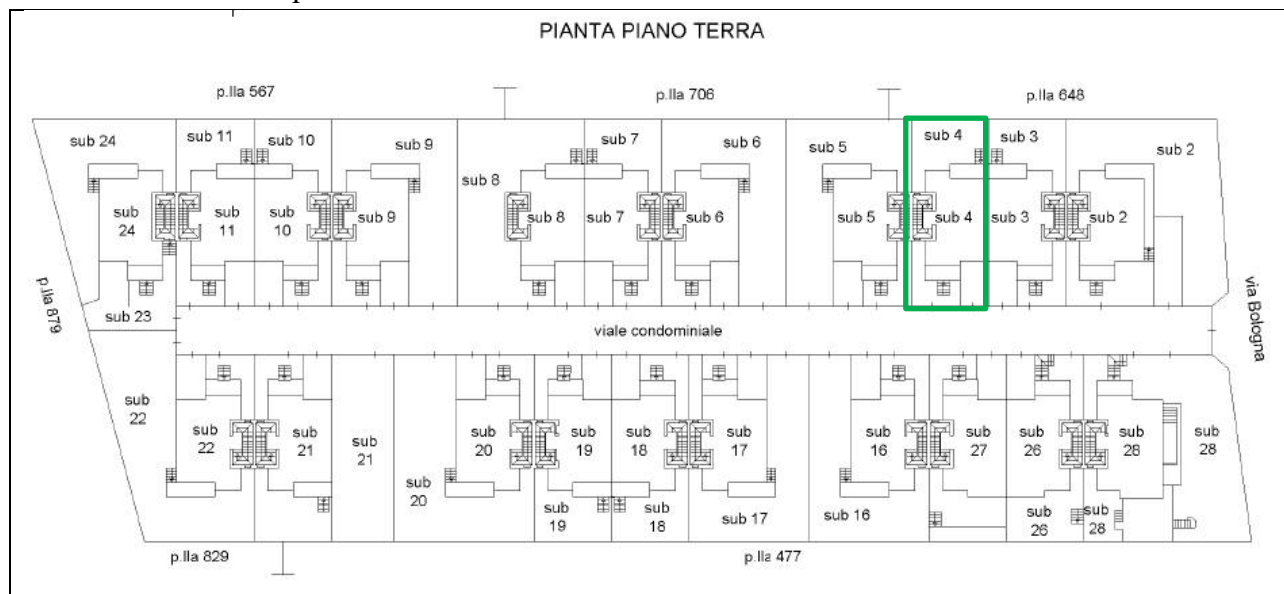 PIANTA PIANO TERRA
p.lla 567
p.lla 706
p.lla 648
sub 24
sub 11
sub 10
sub 9
sub 8
sub 7
sub 6
sub 5
sub 4
sub 3
sub 2
sub
24
sub
11
sub
10
sub 9
sub 8
sub 7
sub 6
sub 5
sub 4
sub 3
sub 2
p.lla 879
sub 23
viale condominiale
via Bologna
sub
22
sub
22
sub
21
sub
21
sub
20
sub
20
sub
19
sub
18
sub
17
sub
16
sub
27
sub
26
sub
28
sub
28
sub
19
sub
18
sub 17
sub 16
sub
26
sub
28
p.lla 829
p.lla 477